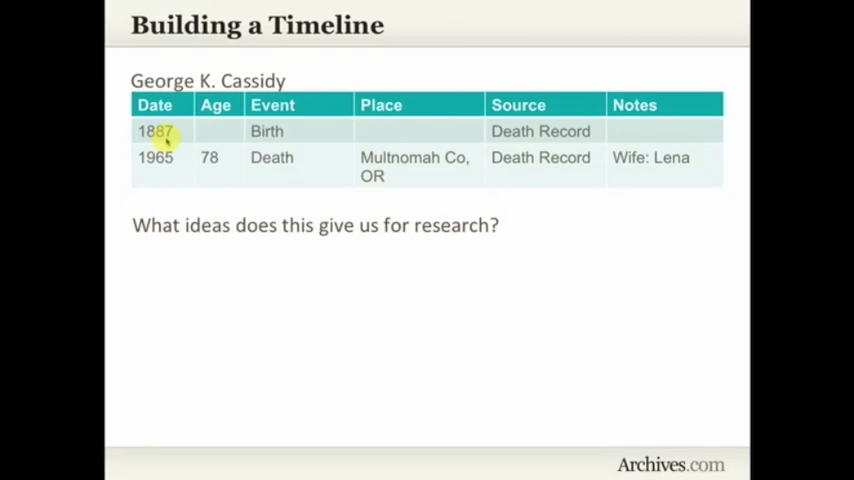 Building a Timeline
George K. Cassidy
Date Age Event Place Source Notes
1887 Birth Death Record
1965 78 Death Multnomah Co, OR Death Record Wife: Lena
What ideas does this give us for research?
Archives.com